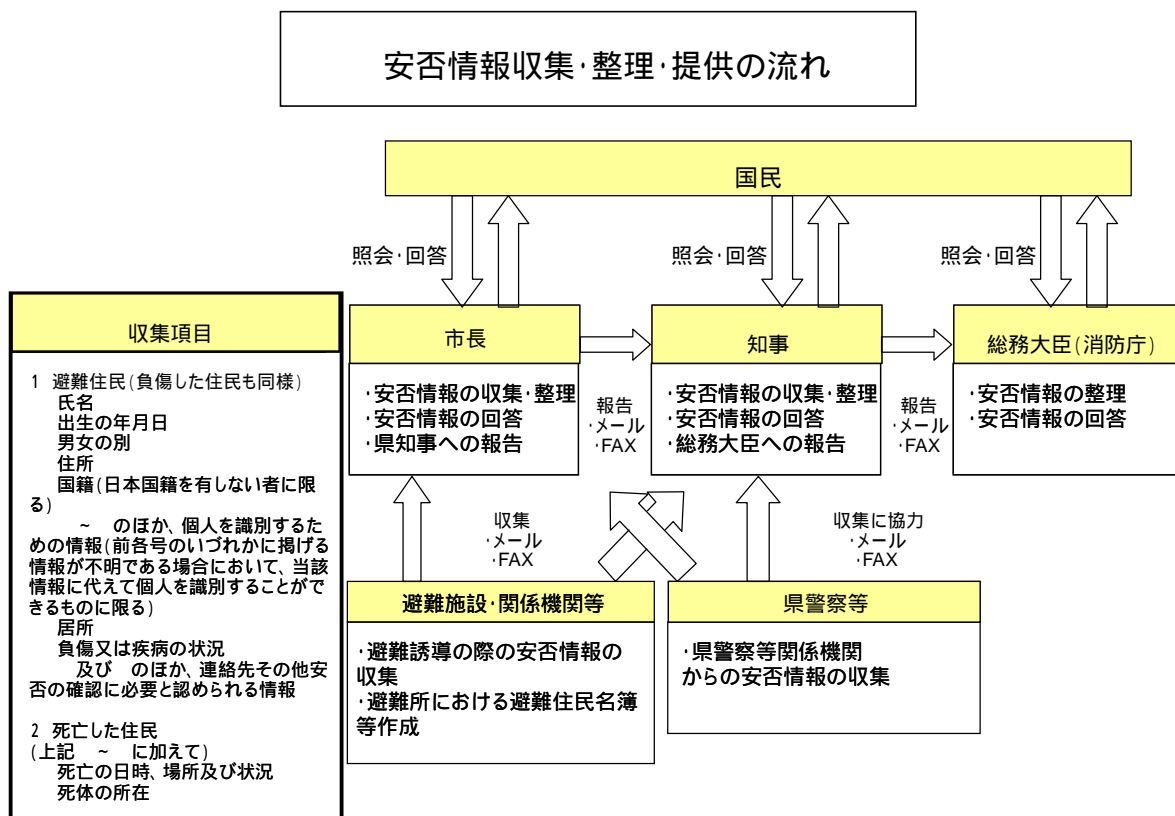 安否情報収集・整理・提供の流れ
国民
照会・回答
照会・回答
照会・回答
収集項目
1 避難住民(負傷した住民も同様)
氏名
出生の年月日
男女の別
住所
国籍(日本国籍を有しない者に限
る)
~ のほか、個人を識別するた
めの情報(前各号のいづれかに掲げる
情報が不明である場合において、当該
情報に代えて個人を識別することがで
きるものに限る)
居所
負傷又は疾病の状況
及び のほか、連絡先その他安
否の確認に必要と認められる情報
2 死亡した住民
(上記 ~ に加えて)
死亡の日時、場所及び状況
死体の所在
市長
・安否情報の収集・整理
・安否情報の回答
・県知事への報告
報告
・メール
・FAX
知事
・安否情報の収集・整理
・安否情報の回答
・総務大臣への報告
報告
・メール
・FAX
総務大臣(消防庁)
・安否情報の整理
・安否情報の回答
収集
・メール
・FAX
収集に協力
・メール
・FAX
避難施設・関係機関等
・避難誘導の際の安否情報の
収集
・避難所における避難住民名簿
等作成
県警察等
・県警察等関係機関
からの安否情報の収集